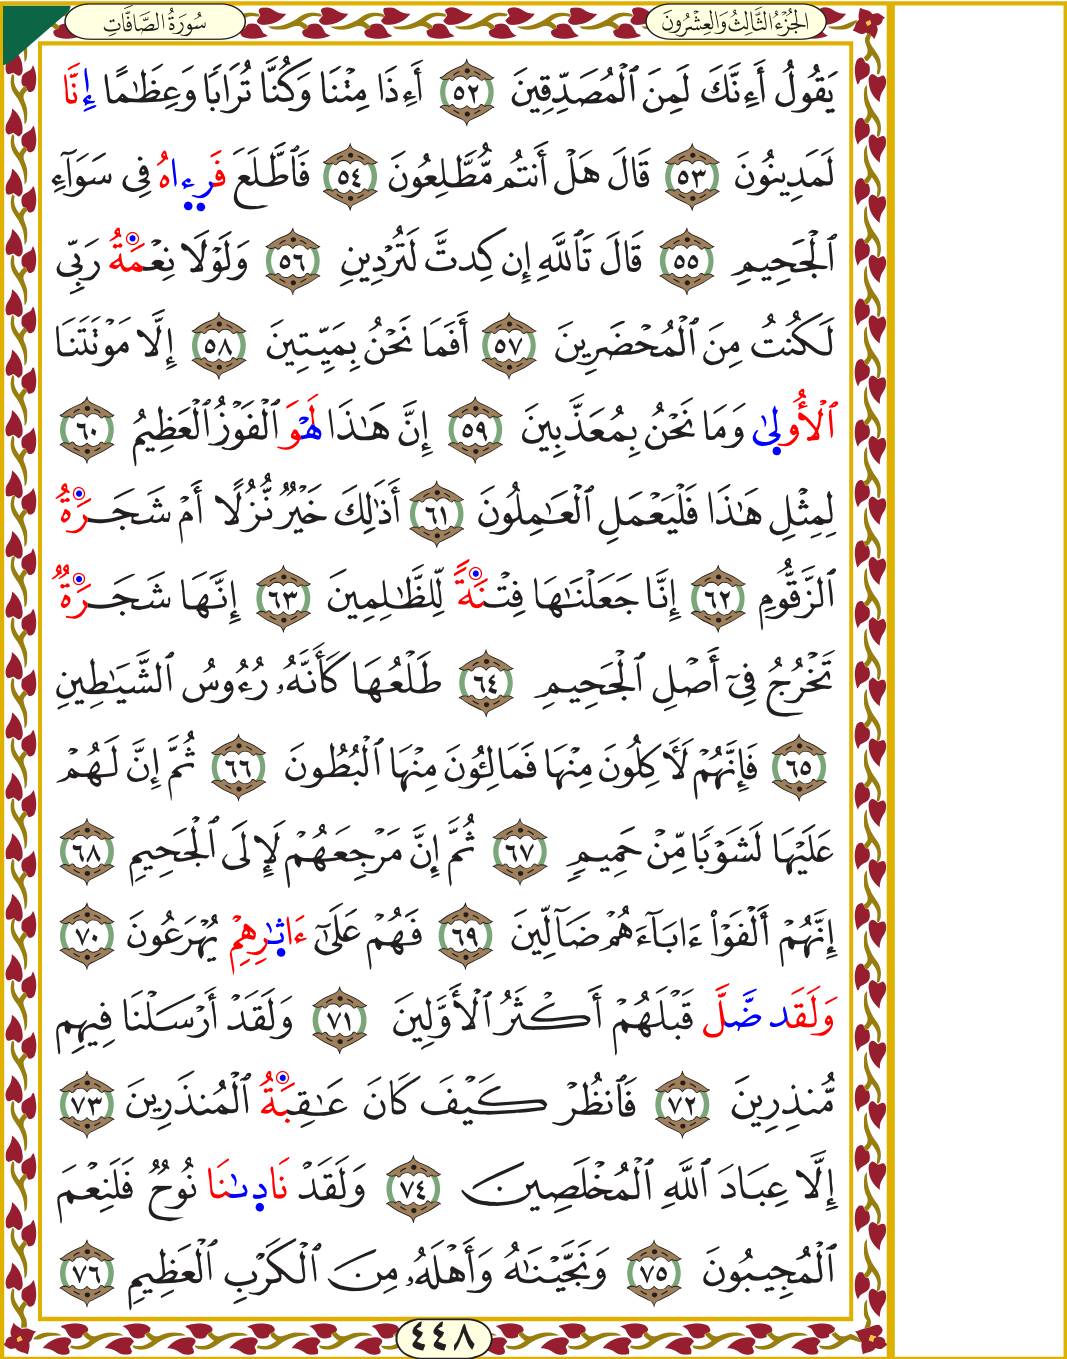 سُورَةُ الصَّافَّاتِ
الجُزْءُ الثَّالِثُ وَالعِشْرُونَ
يَقُولُ أَءِنَّكَ لَمِنَ ٱلْمُصَدِّقِينَ ٥٢ أَءِذَا مِتْنَا وَكُنَّا تُرَابًا وَعِظَٰمًا إِنَّا
لَمَدِينُونَ ٥٣ قَالَ هَلْ أَنتُم مُّطَّلِعُونَ ٥٤ فَٱطَّلَعَ فَرِءَاهُ فِى سَوَآءِ
ٱلْجَحِيمِ ٥٥ قَالَ تَٱللَّهِ إِن كِدتَّ لَتُرْدِينِ ٥٦ وَلَوْلَا نِعْمَةُ رَبِّى
لَكُنتُ مِنَ ٱلْمُحْضَرِينَ ٥٧ أَفَمَا نَحْنُ بِمَيِّتِينَ ٥٨ إِلَّا مَوْتَتَنَا
ٱلْأُولِىٰ وَمَا نَحْنُ بِمُعَذَّبِينَ ٥٩ إِنَّ هَٰذَا لَهْوَ ٱلْفَوْزُ ٱلْعَظِيمُ ٦٠
لِمِثْلِ هَٰذَا فَلْيَعْمَلِ ٱلْعَٰمِلُونَ ٦١ أَذَٰلِكَ خَيْرٌ نُّزُلًا أَمْ شَجَرَةُ
ٱلزَّقُّومِ ٦٢ إِنَّا جَعَلْنَٰهَا فِتْنَةً لِّلظَّٰلِمِينَ ٦٣ إِنَّهَا شَجَرَةٌ
تَخْرُجُ فِىٓ أَصْلِ ٱلْجَحِيمِ ٦٤ طَلْعُهَا كَأَنَّهُۥ رُءُوسُ ٱلشَّيَٰطِينِ
٦٥ فَإِنَّهُمْ لَأَكِلُونَ مِنْهَا فَمَالِـُٔونَ مِنْهَا ٱلْبُطُونَ ٦٦ ثُمَّ إِنَّ لَهُمْ
عَلَيْهَا لَشَوْبًا مِّنْ حَمِيمٍ ٦٧ ثُمَّ إِنَّ مَرْجِعَهُمْ لَإِلَى ٱلْجَحِيمِ ٦٨
إِنَّهُمْ أَلْفَوْا۟ ءَابَآءَهُمْ ضَآلِّينَ ٦٩ فَهُمْ عَلَىٰٓ ءَاثِٰرِهِمْ يُهْرَعُونَ ٧٠
وَلَقَد ضَّلَّ قَبْلَهُمْ أَكْثَرُ ٱلْأَوَّلِينَ ٧١ وَلَقَدْ أَرْسَلْنَا فِيهِم
مُّنذِرِينَ ٧٢ فَٱنظُرْ كَيْفَ كَانَ عَٰقِبَةُ ٱلْمُنذَرِينَ ٧٣
إِلَّا عِبَادَ ٱللَّهِ ٱلْمُخْلَصِينَ ٧٤ وَلَقَدْ نَادِىٰنَا نُوحٌ فَلَنِعْمَ
ٱلْمُجِيبُونَ ٧٥ وَنَجَّيْنَٰهُ وَأَهْلَهُۥ مِنَ ٱلْكَرْبِ ٱلْعَظِيمِ ٧٦
٤٤٨